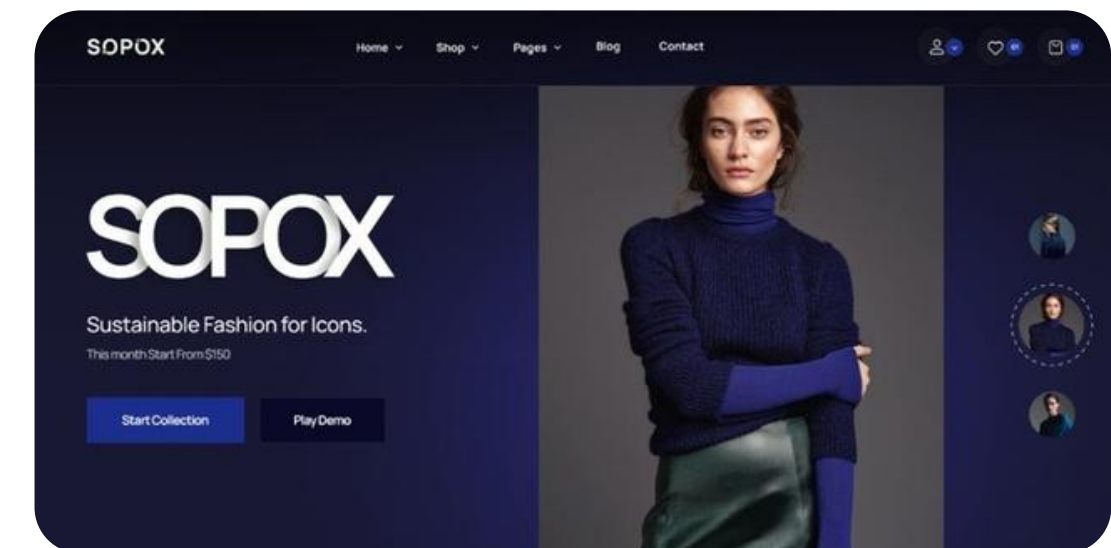 SOPOX
Home
Shop
Pages
Blog
Contact
SOPOX
Sustainable Fashion for Icons.
This month Start From $150
Start Collection
Play Demo